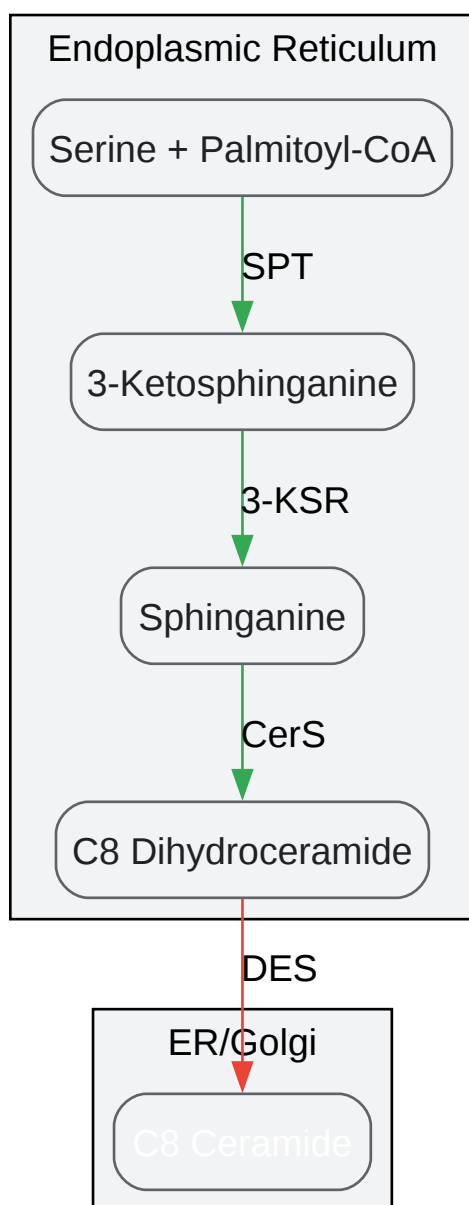 Endoplasmic Reticulum
Serine + Palmitoyl-CoA
SPT
3-Ketosphinganine
3-KSR
Sphinganine
CerS
C8 Dihydroceramide
DES
ER/Golgi
C8 Ceramide